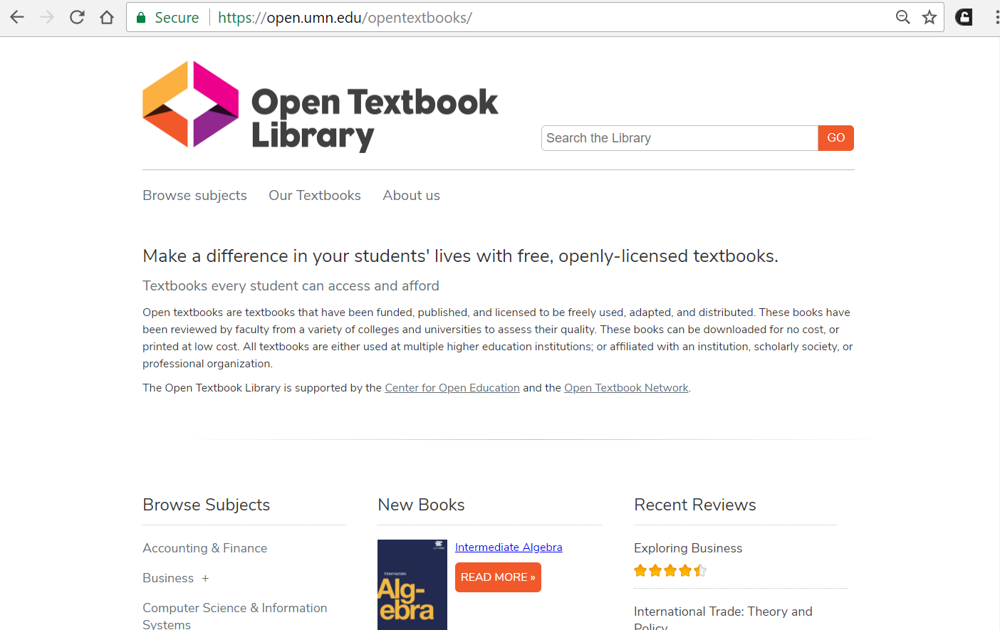 Secure
https://open.umn.edu/opentextbooks/
Open Textbook
Library
Search the Library
GO
Browse subjects
Our Textbooks
About us
Make a difference in your students' lives with free, openly-licensed textbooks.
Textbooks every student can access and afford
Open textbooks are textbooks that have been funded, published, and licensed to be freely used, adapted, and distributed. These books have
been reviewed by faculty from a variety of colleges and universities to assess their quality. These books can be downloaded for no cost, or
printed at low cost. All textbooks are either used at multiple higher education institutions; or affiliated with an institution, scholarly society, or
professional organization.
The Open Textbook Library is supported by the Center for Open Education and the Open Textbook Network.
Browse Subjects
Accounting & Finance
Business +
Computer Science & Information
Systems
New Books
Intermediate
Alg-
ebra
Intermediate Algebra
READ MORE »
Recent Reviews
Exploring Business
International Trade: Theory and
Policy